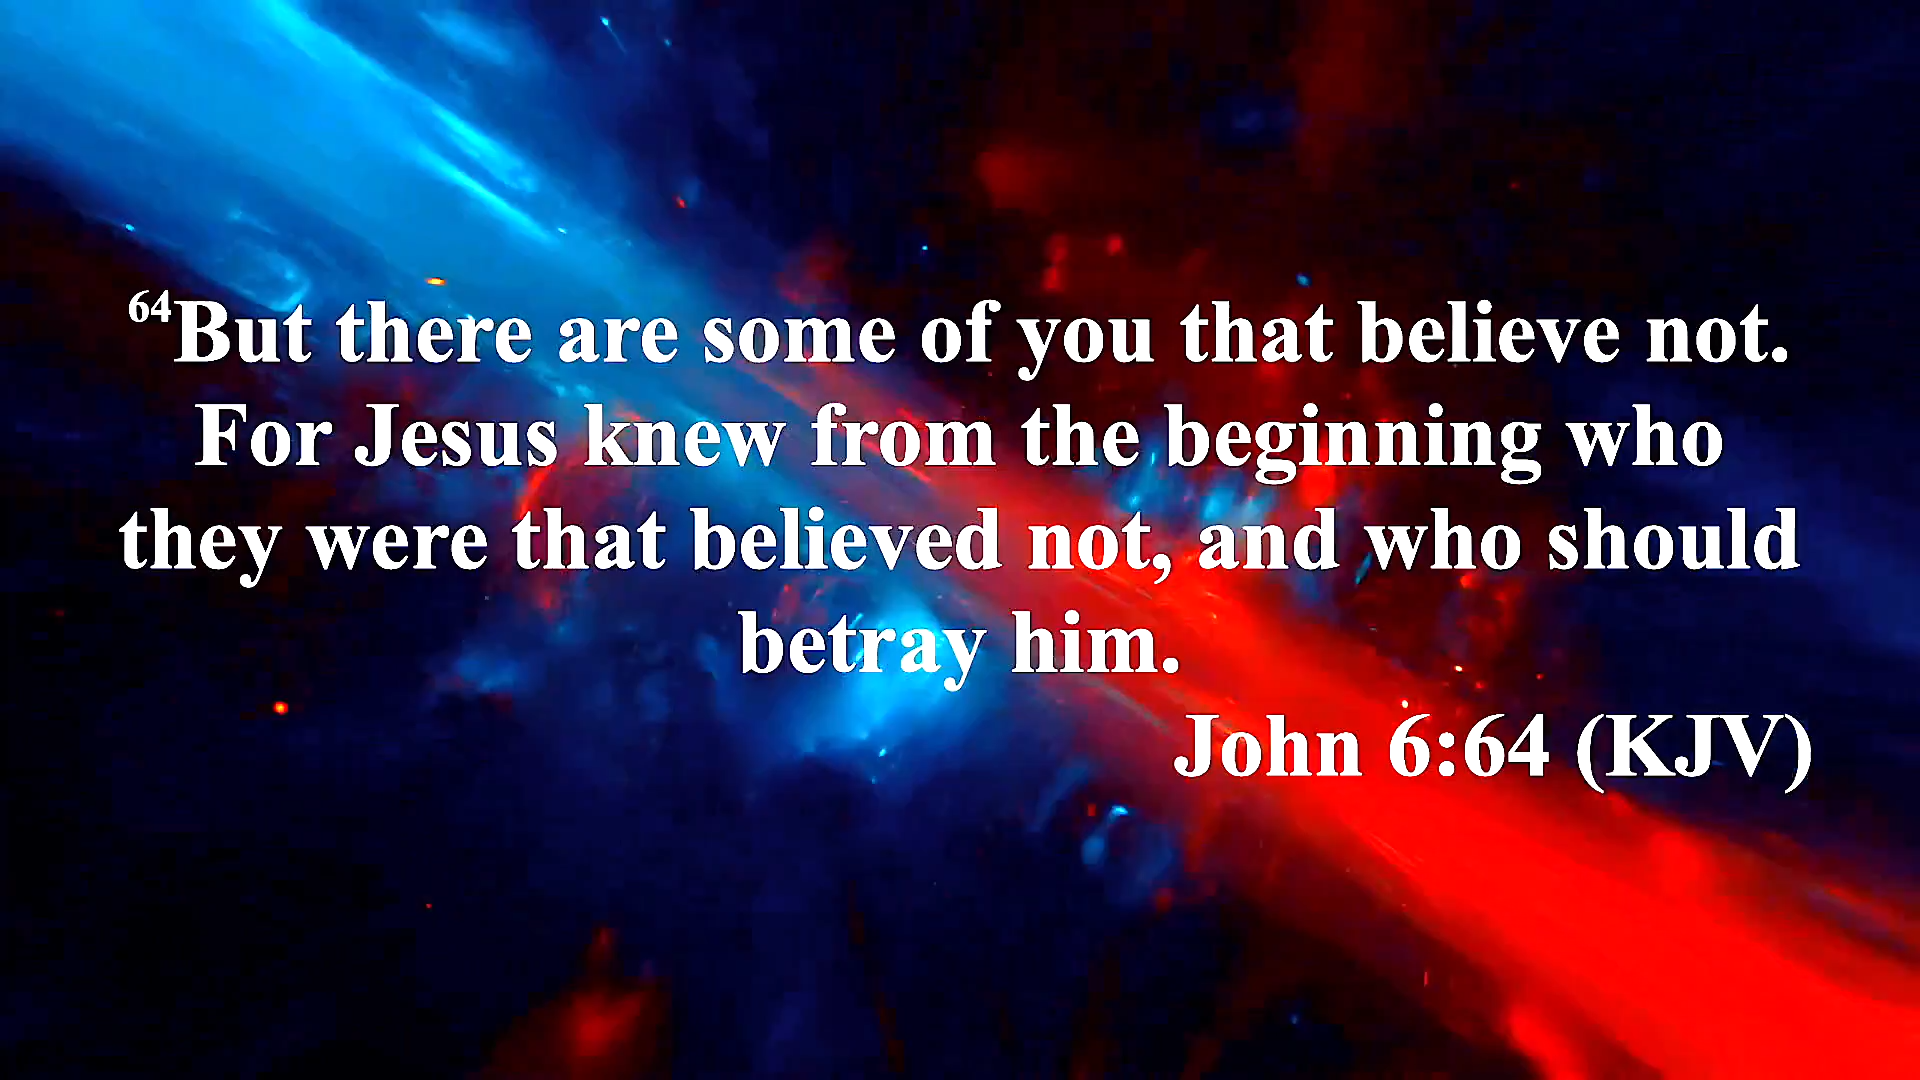 64But there are some of you that believe not.
For Jesus knew from the beginning who
they were that believed not, and who should
betray him.
John 6:64 (KJV)